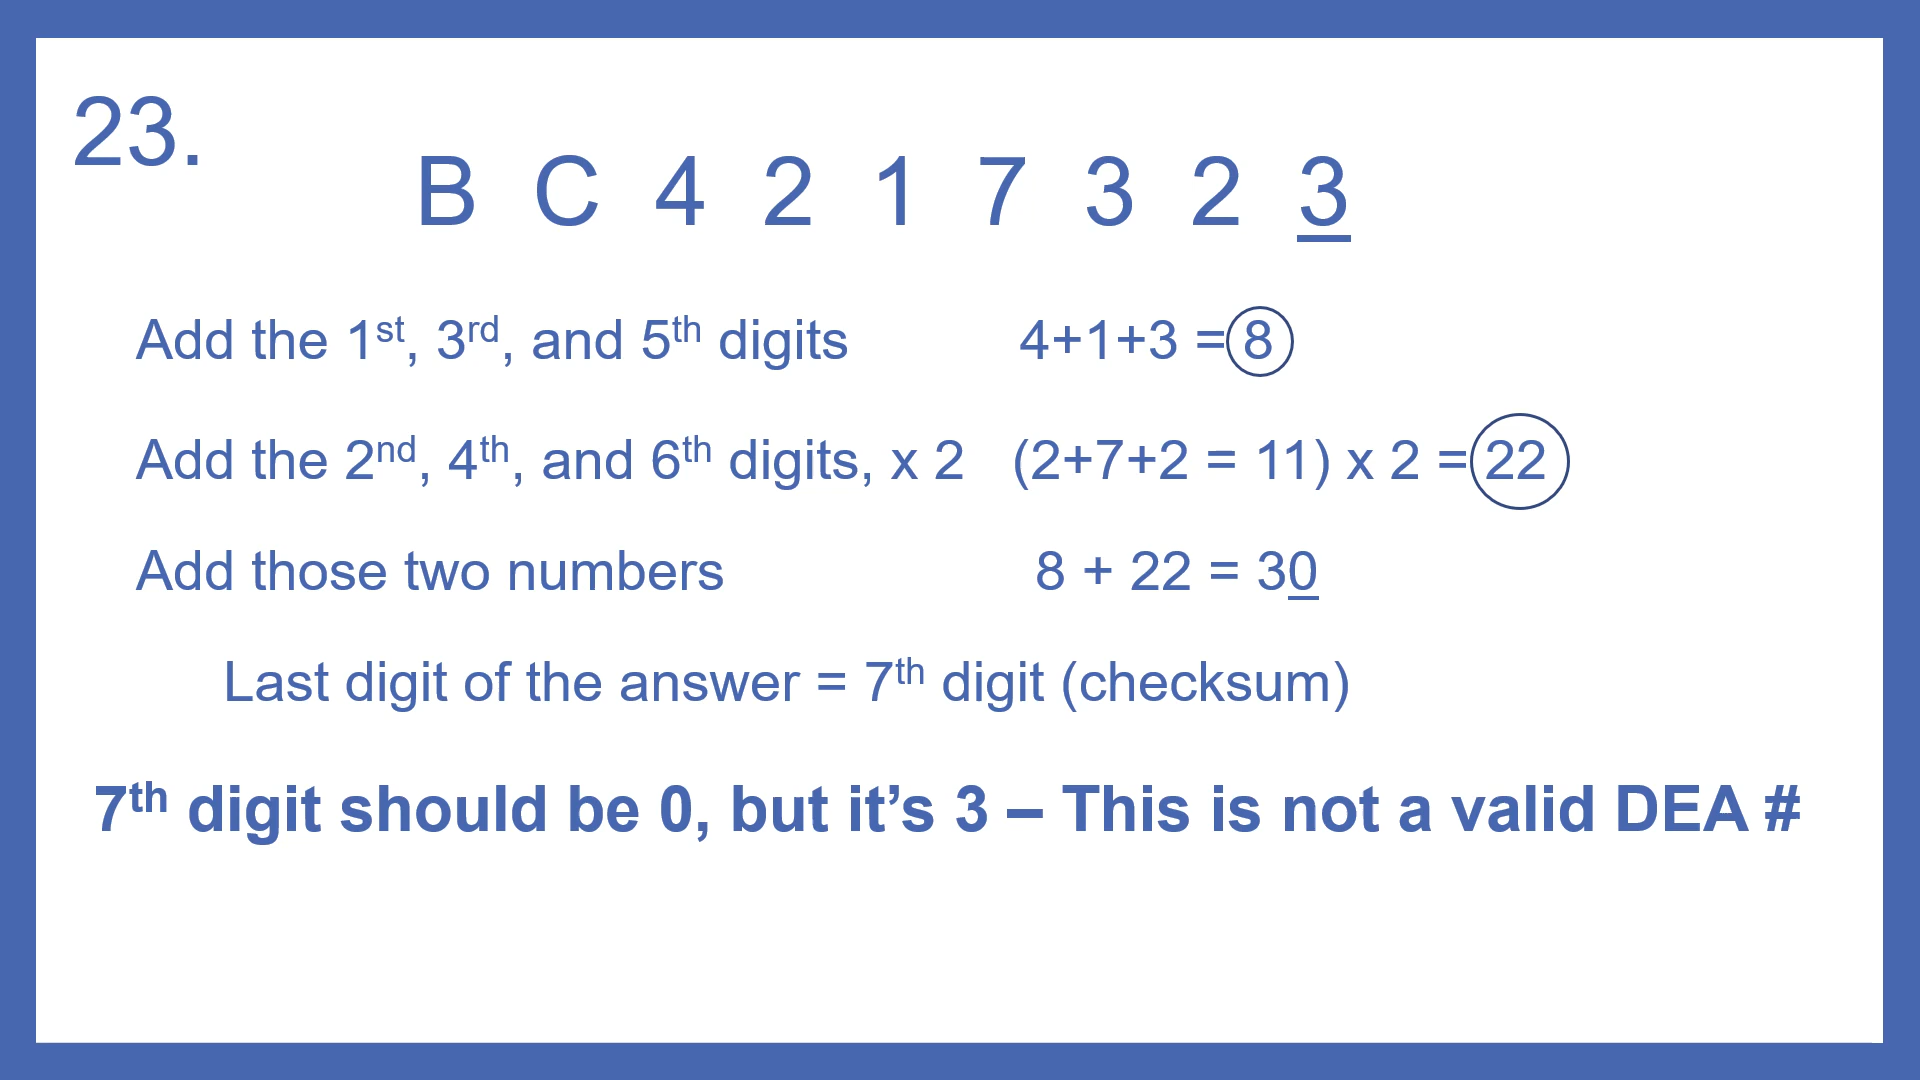 23.
B C 4 2 1 7 3 2 3
Add the 1st, 3rd, and 5th digits 4+1+3 = 8
Add the 2nd, 4th, and 6th digits, x 2 (2+7+2 = 11) x 2 = 22
Add those two numbers 8 + 22 = 30
Last digit of the answer = 7th digit (checksum)
7th digit should be 0, but it’s 3 – This is not a valid DEA #